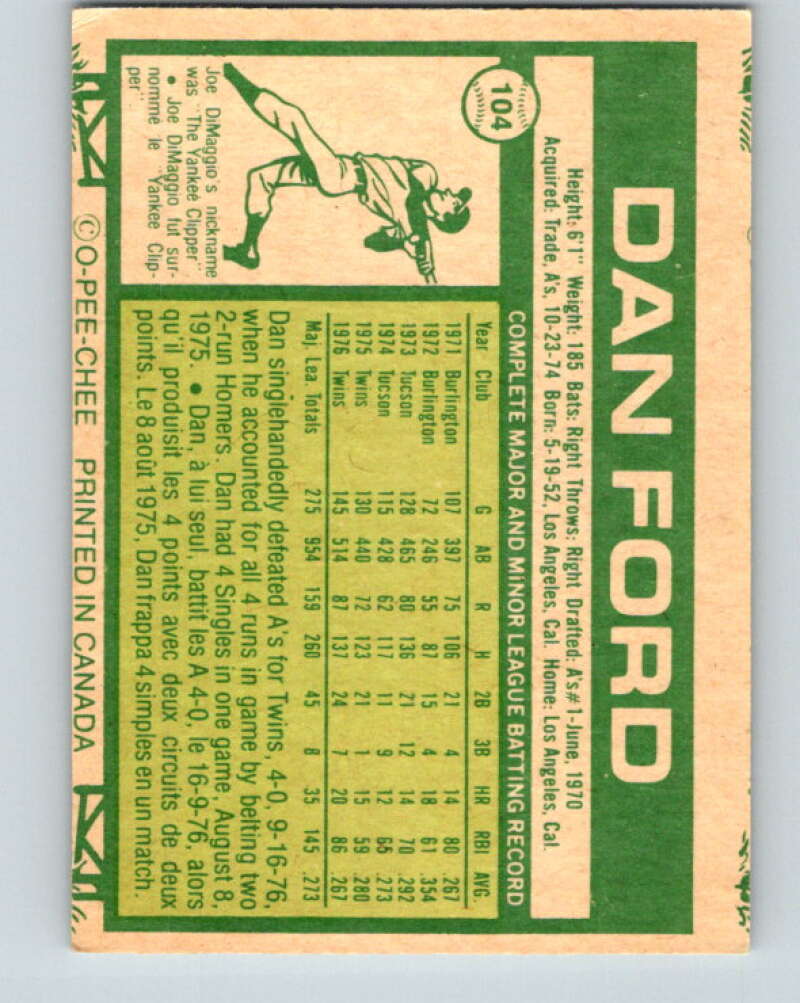 104
DAN FORD
Height: 6'1" Weight: 185 Bats: Right Throws: Right Drafted: A's #1-June, 1970
Acquired: Trade, A's, 10-23-74 Born: 5-19-52, Los Angeles, Cal. Home: Los Angeles, Cal.
COMPLETE MAJOR AND MINOR LEAGUE BATTING RECORD
Year Club G AB R H 2B 3B HR RBI AVG
1971 Burlington 107 397 75 106 21 4 14 80 .267
1972 Burlington 72 246 55 87 15 4 18 61 .354
1973 Tucson 128 465 80 136 21 12 14 70 .292
1974 Tucson 115 428 62 117 11 9 12 65 .273
1975 Twins 130 440 72 123 21 1 15 59 .280
1976 Twins 145 514 87 137 24 7 20 86 .267
Maj. Lea. Totals 275 954 159 260 45 8 35 145 .273
Dan singlehandedly defeated A's for Twins, 4-0, 9-16-76,
when he accounted for all 4 runs in game by belting two
2-run Homers. Dan had 4 Singles in one game, August 8,
1975. • Dan, à lui seul, battit les A 4-0, le 16-9-76, alors
qu'il produisit les 4 points avec deux circuits de deux
points. Le 8 août 1975, Dan frappa 4 simples en un match.
Joe DiMaggio's nickname
was "The Yankee Clipper"
• Joe DiMaggio fut sur-
nommé le "Yankee Clip-
per"
©O-PEE-CHEE PRINTED IN CANADA